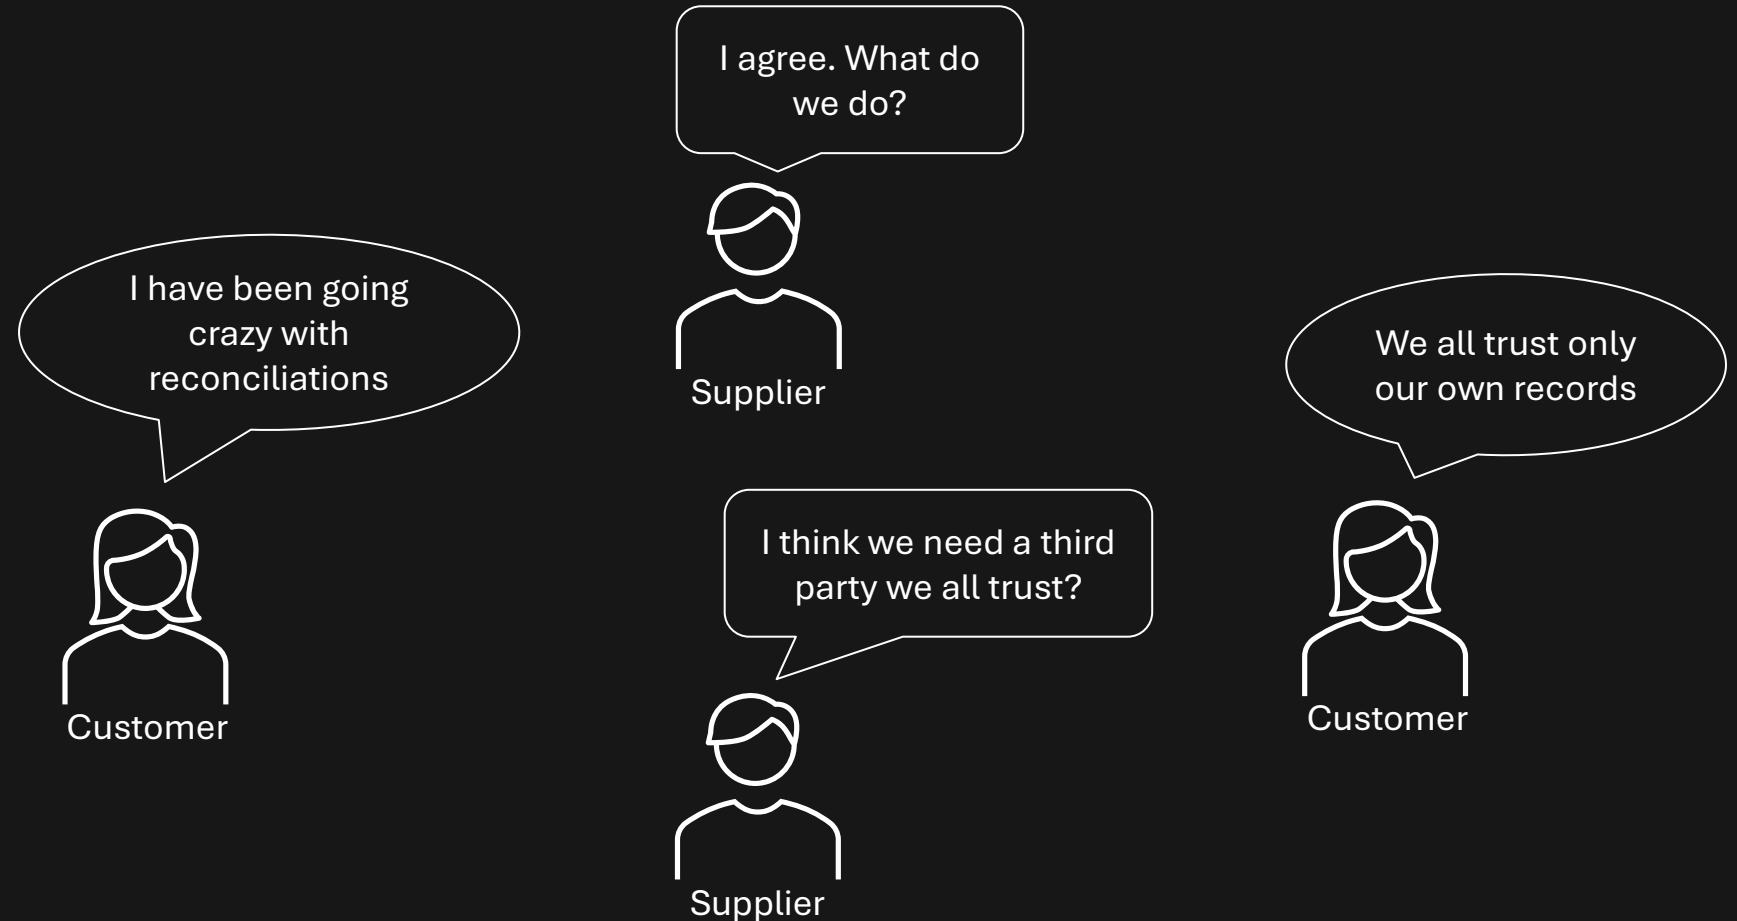 I agree. What do
we do?
Supplier
I have been going
crazy with
reconciliations
Customer
We all trust only
our own records
Customer
I think we need a third
party we all trust?
Supplier